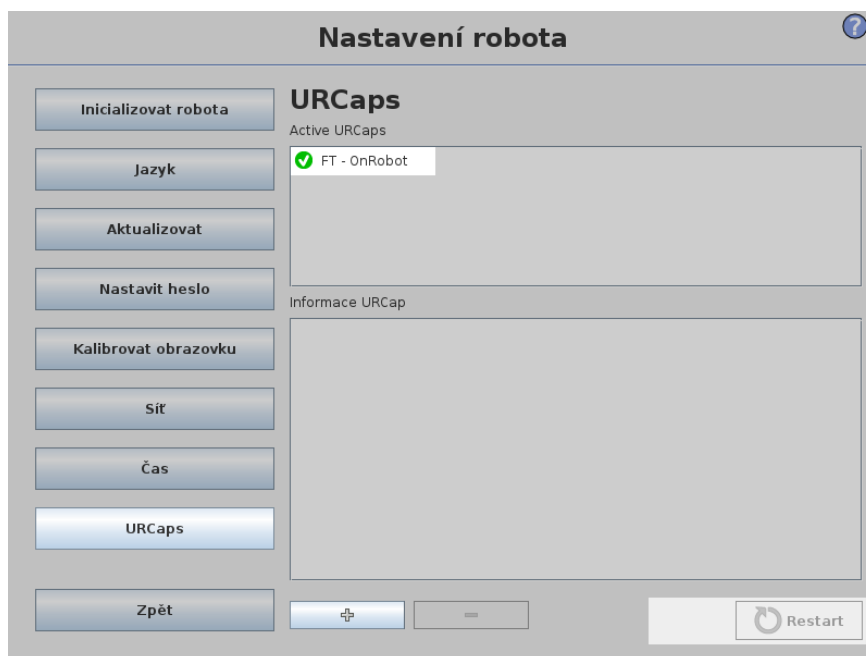 Nastavení robota
?
Inicializovat robota
Jazyk
Aktualizovat
Nastavit heslo
Kalibrovat obrazovku
Síť
Čas
URCaps
Zpět
URCaps
Active URCaps
FT - OnRobot
Informace URCap
Restart